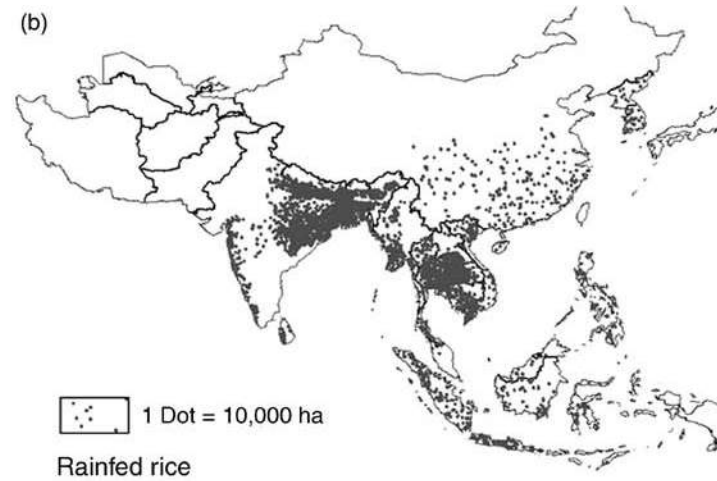 (b)
1 Dot = 10,000 ha
Rainfed rice